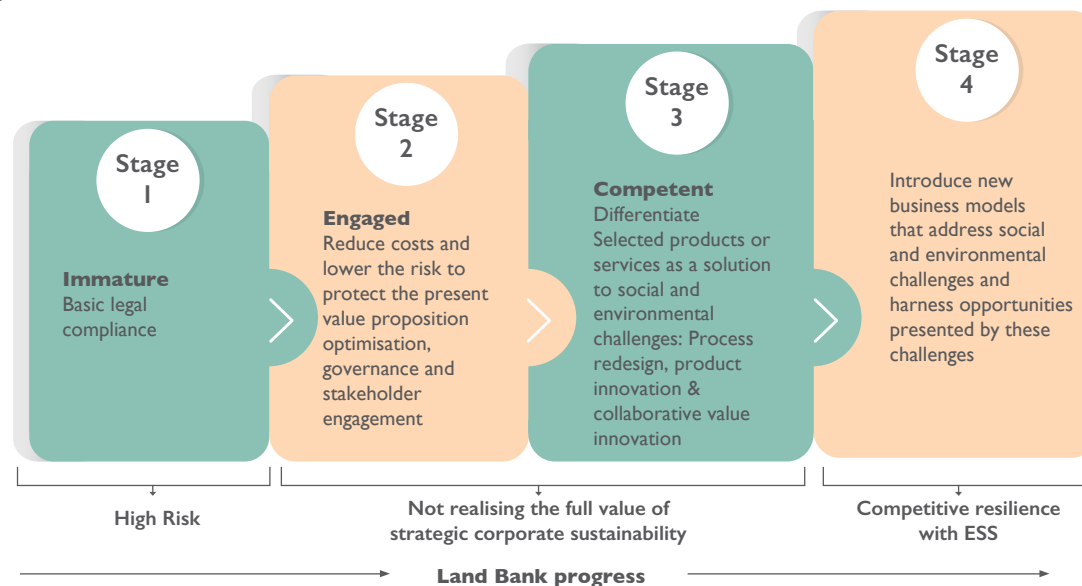 Stage
1
Immature
Basic legal
compliance
Stage
2
Engaged
Reduce costs and
lower the risk to
protect the present
value proposition
optimisation,
governance and
stakeholder
engagement
Stage
3
Competent
Differentiate
Selected products or
services as a solution
to social and
environmental
challenges: Process
redesign, product
innovation &
collaborative value
innovation
Stage
4
Introduce new
business models
that address social
and environmental
challenges and
harness opportunities
presented by these
challenges
High Risk
Not realising the full value of
strategic corporate sustainability
Competitive resilience
with ESS
Land Bank progress